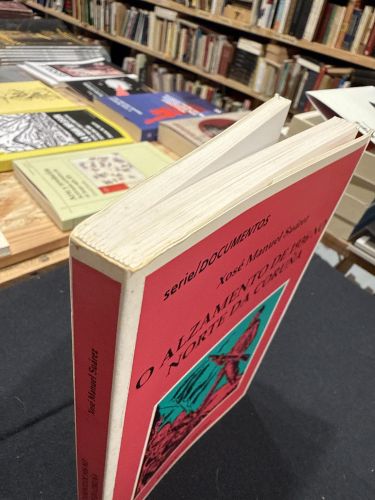 serie/DOCUMENTOS
Xosé Manuel Suárez
O ALZAMENTO DE 1936 NO
NORTE DA CORUÑA
Xosé Manuel Suárez